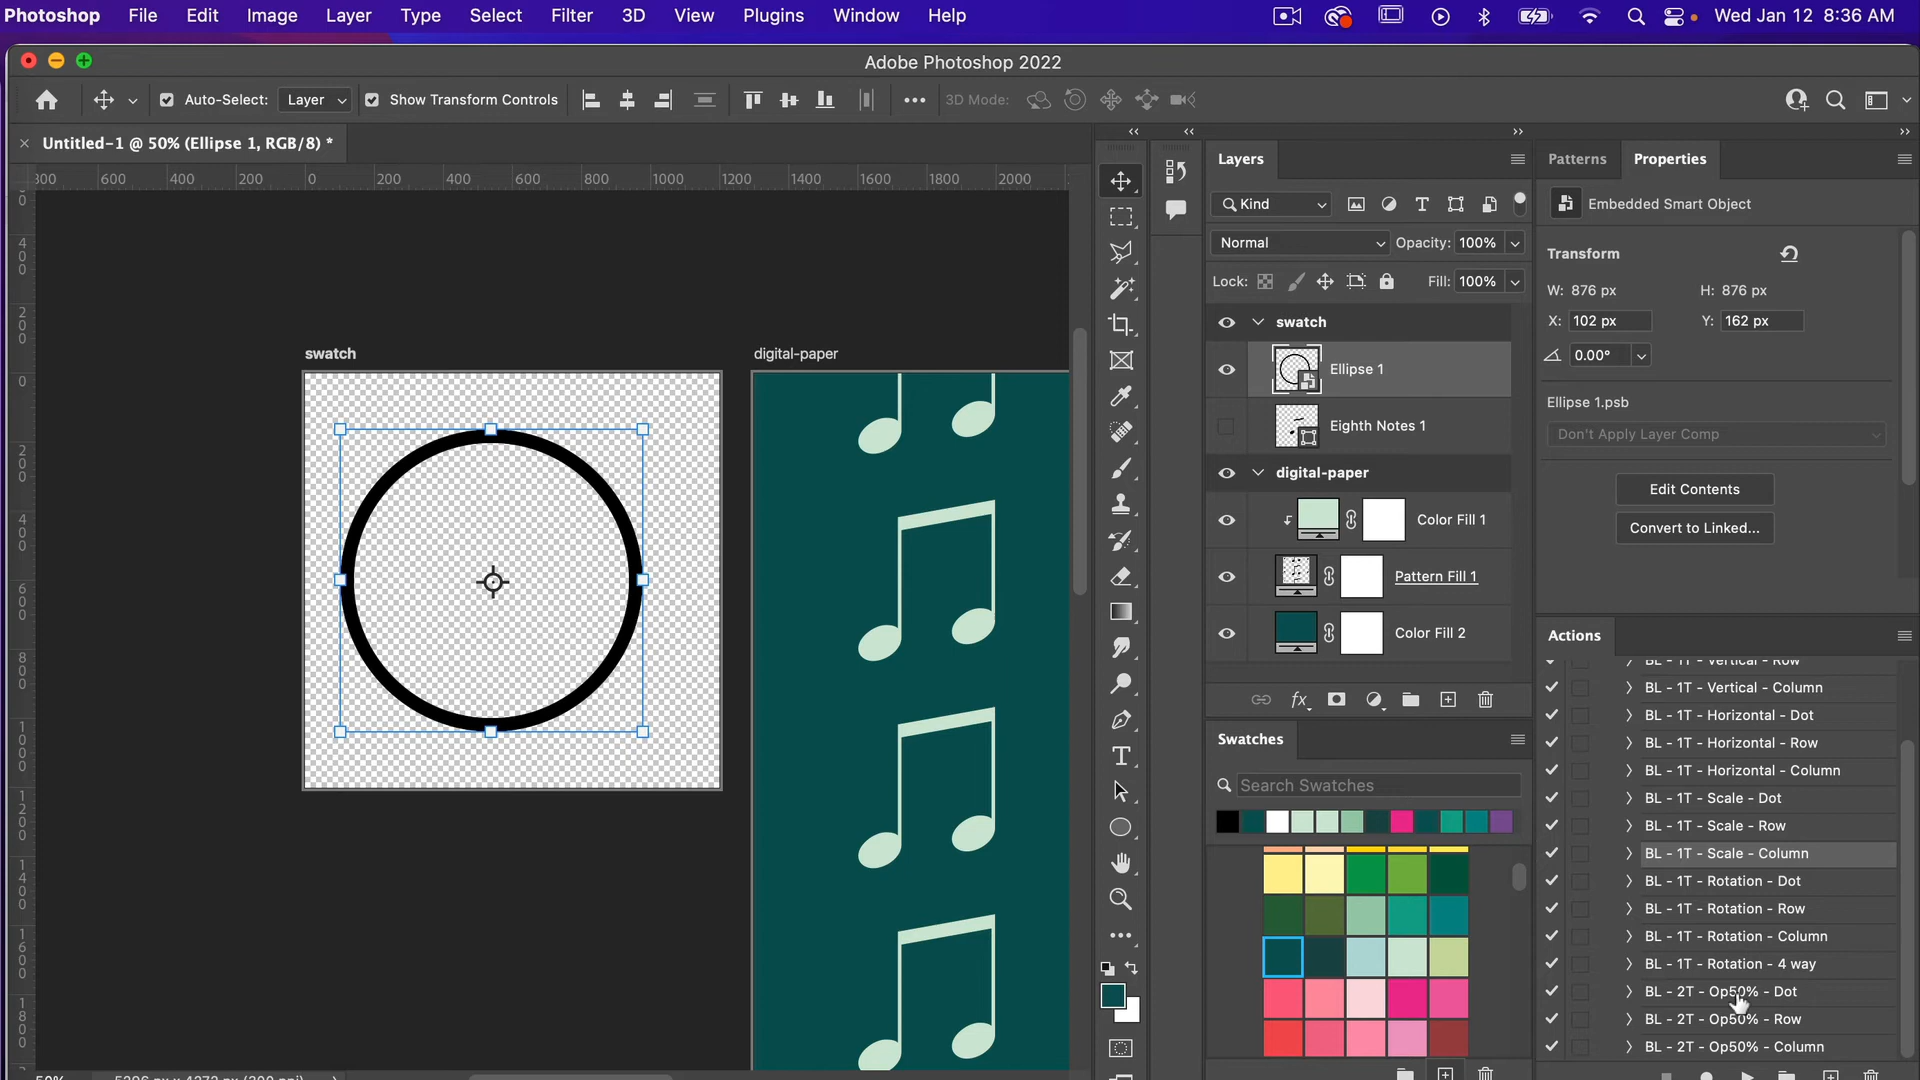 Photoshop File Edit Image Layer Type Select Filter 3D View Plugins Window Help Wed Jan 12 8:36 AM
Adobe Photoshop 2022
Auto-Select: Layer Show Transform Controls 3D Mode:
Untitled-1 @ 50% (Ellipse 1, RGB/8) *
600 400 200 0 200 400 600 800 1000 1200 1400 1600 1800 2000
swatch
digital-paper
Layers
Kind
Normal Opacity: 100%
Lock: Fill: 100%
swatch
Ellipse 1
Eighth Notes 1
digital-paper
Color Fill 1
Pattern Fill 1
Color Fill 2
fx
Swatches
Search Swatches
Patterns Properties
Embedded Smart Object
Transform
W: 876 px H: 876 px
X: 102 px Y: 162 px
0.00°
Ellipse 1.psb
Don't Apply Layer Comp
Edit Contents
Convert to Linked...
Actions
BL - 1T - Vertical - Row
BL - 1T - Vertical - Column
BL - 1T - Horizontal - Dot
BL - 1T - Horizontal - Row
BL - 1T - Horizontal - Column
BL - 1T - Scale - Dot
BL - 1T - Scale - Row
BL - 1T - Scale - Column
BL - 1T - Rotation - Dot
BL - 1T - Rotation - Row
BL - 1T - Rotation - Column
BL - 1T - Rotation - 4 way
BL - 2T - Op50% - Dot
BL - 2T - Op50% - Row
BL - 2T - Op50% - Column